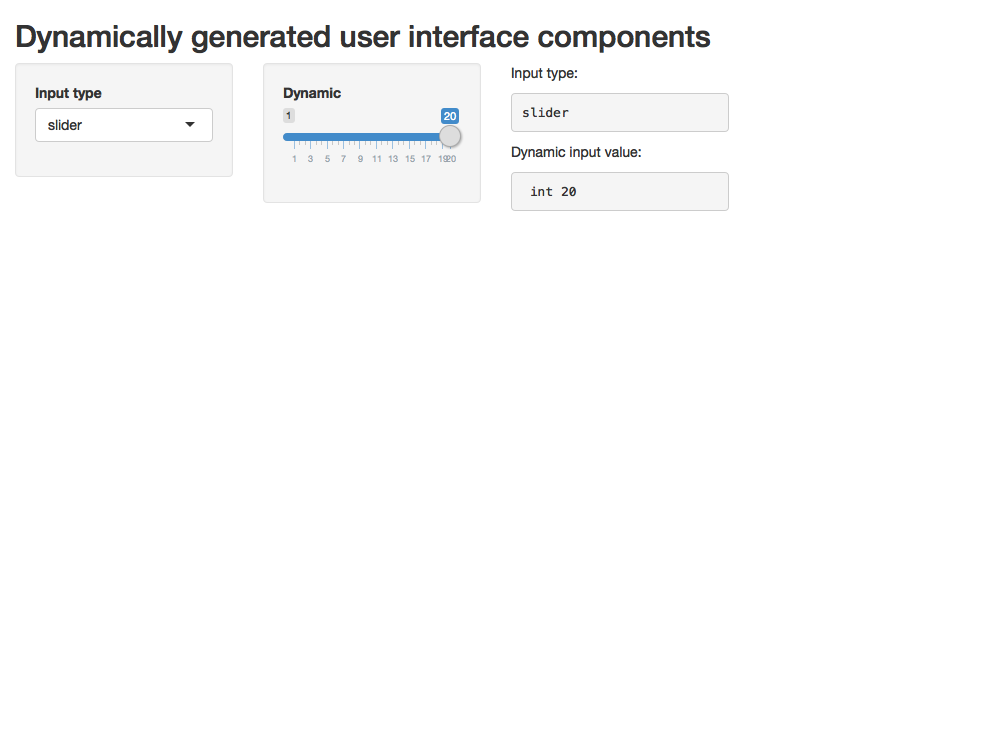 Dynamically generated user interface components
Input type
slider
Dynamic
1 20
1 3 5 7 9 11 13 15 17 19 20
Input type:
slider
Dynamic input value:
int 20